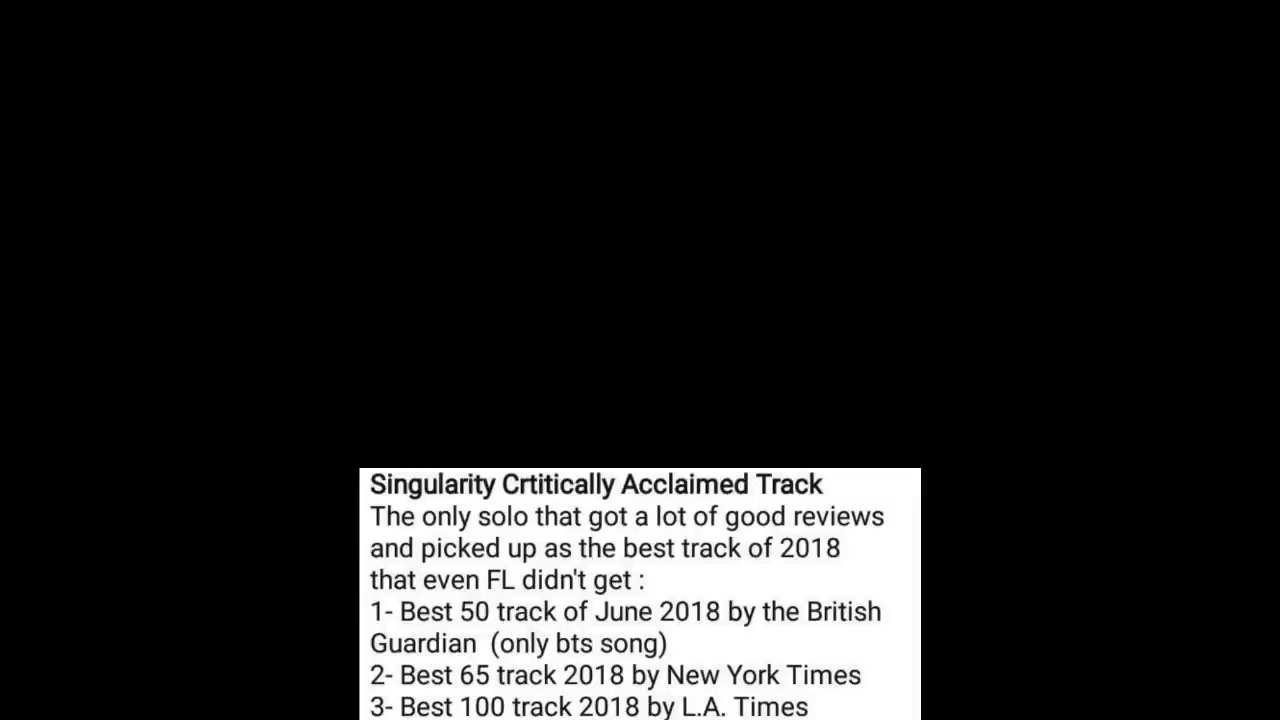 Singularity Crtitically Acclaimed Track
The only solo that got a lot of good reviews
and picked up as the best track of 2018
that even FL didn't get :
1- Best 50 track of June 2018 by the British
Guardian  (only bts song)
2- Best 65 track 2018 by New York Times
3- Best 100 track 2018 by L.A. Times